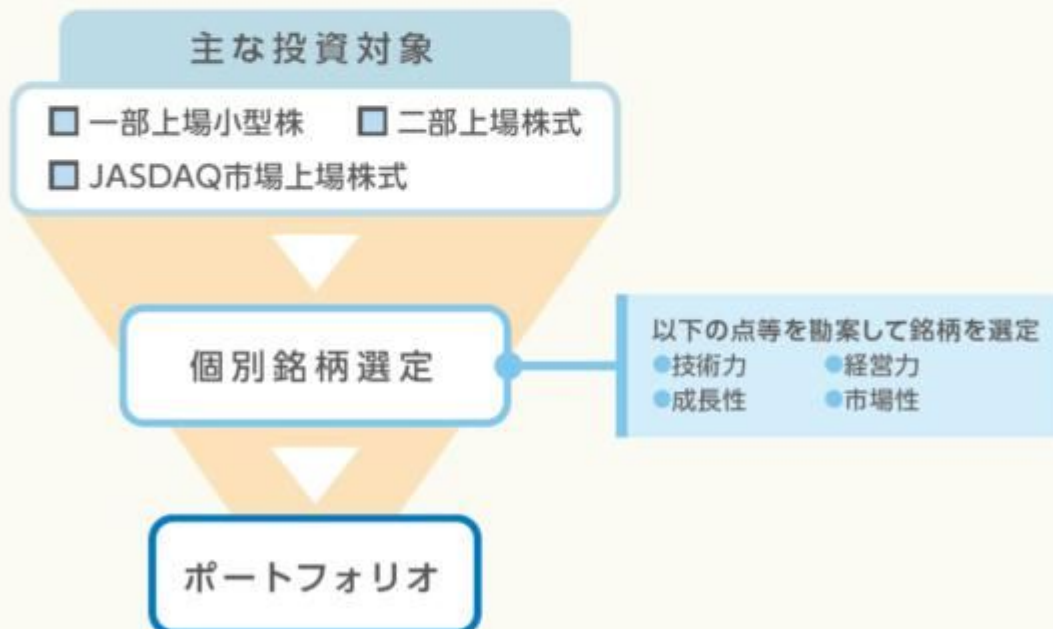 主な投資対象
一部上場小型株 二部上場株式
JASDAQ市場上場株式
個別銘柄選定
以下の点等を勘案して銘柄を選定
●技術力 ●経営力
●成長性 ●市場性
ポートフォリオ